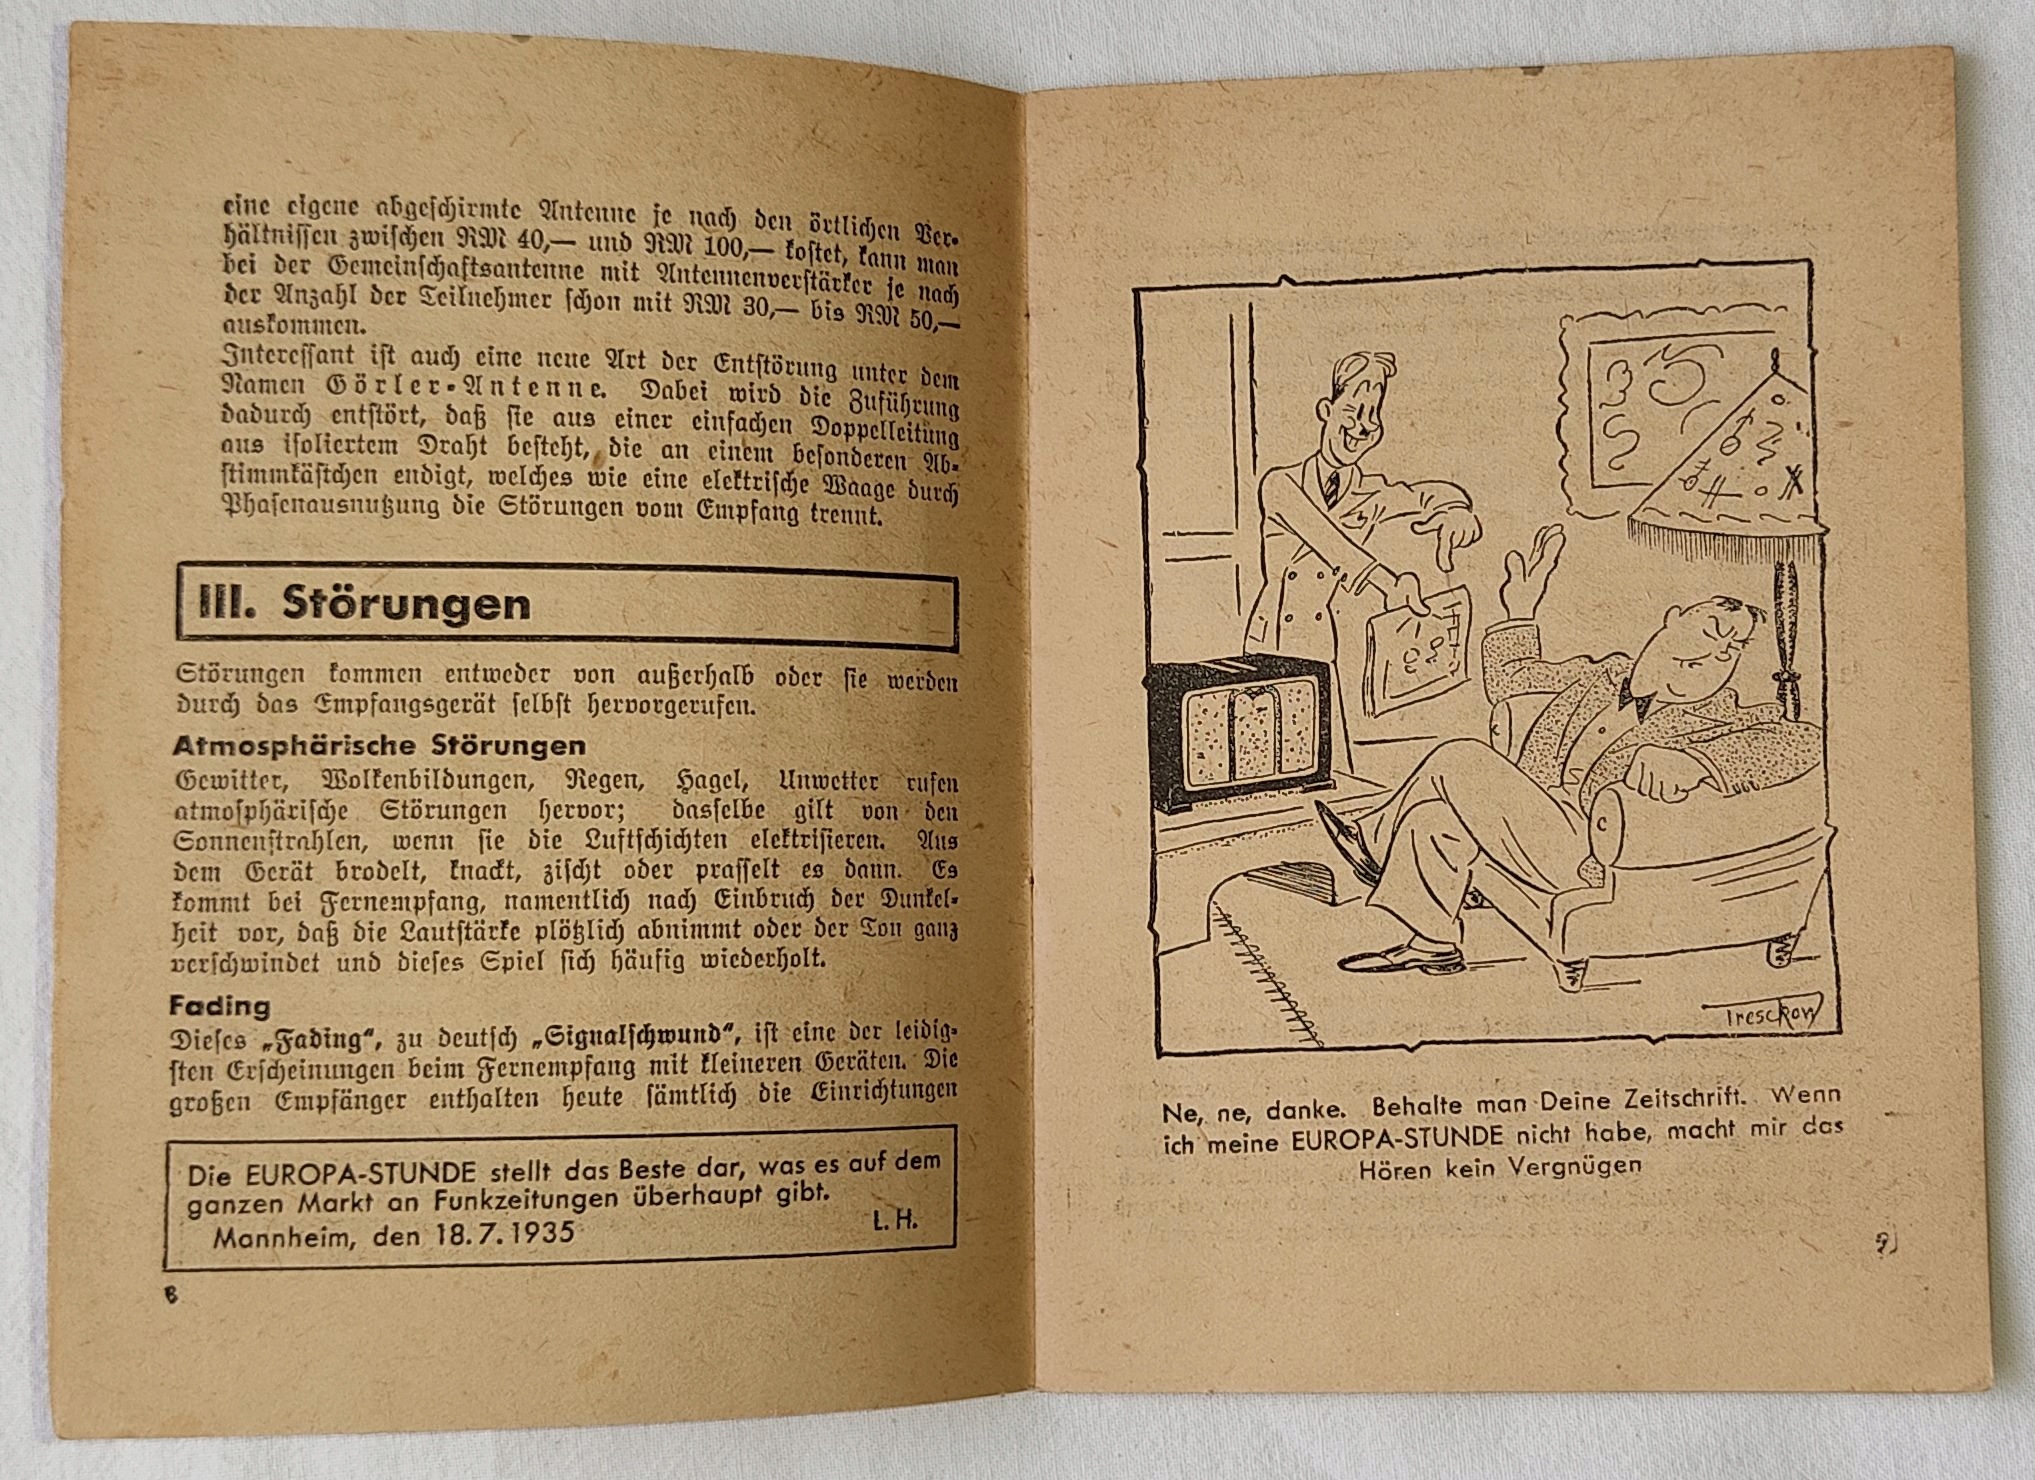 eine eigene abgeschirmte Antenne je nach den örtlichen Ver-
hältnissen zwischen RM 40,— und RM 100,— kostet, kann man
bei der Gemeinschaftsantenne mit Antennenverstärker je nach
der Anzahl der Teilnehmer schon mit RM 30,— bis RM 50,—
auskommen.
Interessant ist auch eine neue Art der Entstörung unter dem
Namen Görler-Antenne. Dabei wird die Zuführung
dadurch entstört, daß sie aus einer einfachen Doppelleitung
aus isoliertem Draht besteht, die an einem besonderen Ab-
stimmkästchen endigt, welches wie eine elektrische Waage durch
Phasenausnutzung die Störungen vom Empfang trennt.
III. Störungen
Störungen kommen entweder von außerhalb oder sie werden
durch das Empfangsgerät selbst hervorgerufen.
Atmosphärische Störungen
Gewitter, Wolkenbildungen, Regen, Hagel, Unwetter rufen
atmosphärische Störungen hervor; dasselbe gilt von den
Sonnenstrahlen, wenn sie die Luftschichten elektrisieren. Aus
dem Gerät brodelt, knackt, zischt oder prasselt es dann. Es
kommt bei Fernempfang, namentlich nach Einbruch der Dunkel-
heit vor, daß die Lautstärke plötzlich abnimmt oder der Ton ganz
verschwindet und dieses Spiel sich häufig wiederholt.
Fading
Dieses „Fading“, zu deutsch „Signalschwund“, ist eine der leidig-
sten Erscheinungen beim Fernempfang mit kleineren Geräten. Die
großen Empfänger enthalten heute sämtlich die Einrichtungen
Die EUROPA-STUNDE stellt das Beste dar, was es auf dem
ganzen Markt an Funkzeitungen überhaupt gibt.
Mannheim, den 18. 7. 1935 L. H.
8
Treskow
Ne, ne, danke. Behalte man Deine Zeitschrift. Wenn
ich meine EUROPA-STUNDE nicht habe, macht mir das
Hören kein Vergnügen
9